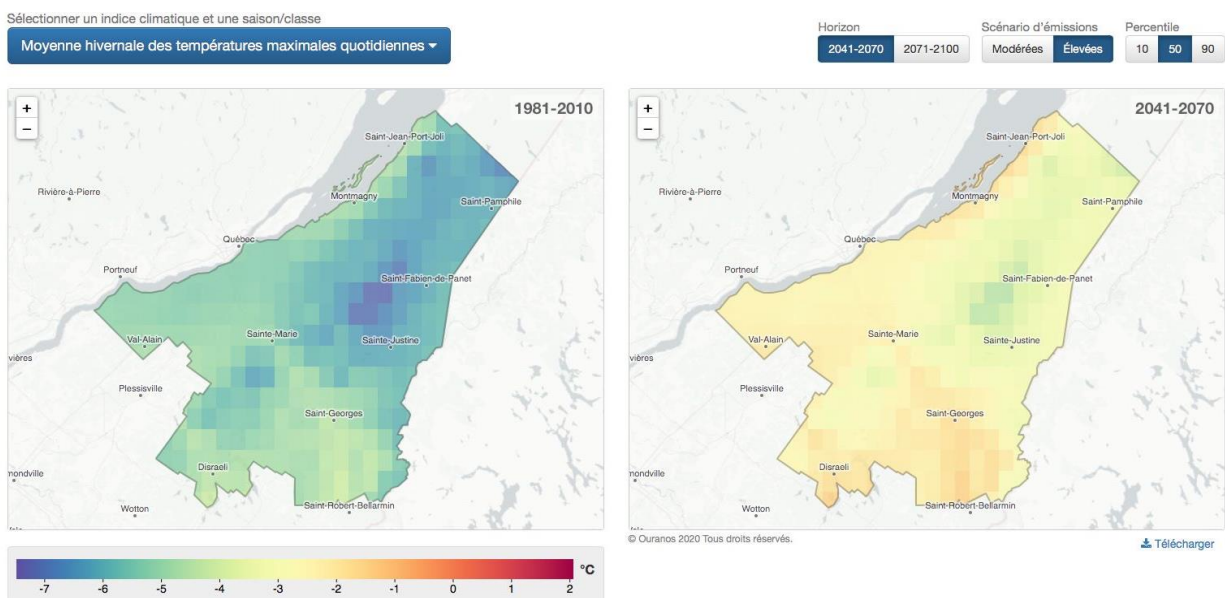 Sélectionner un indice climatique et une saison/classe
Moyenne hivernale des températures maximales quotidiennes
Horizon
2041-2070 2071-2100
Scénario d'émissions
Modérées Élevées
Percentile
10 50 90
+
−
1981-2010
Saint-Jean-Port-Joli
Rivière-à-Pierre
Montmagny
Saint-Pamphile
Québec
Portneuf
Saint-Fabien-de-Panet
Val-Alain
Sainte-Marie
Sainte-Justine
vières
Plessisville
Saint-Georges
Disraeli
mondville
Wotton
Saint-Robert-Bellarmin
+
−
2041-2070
Saint-Jean-Port-Joli
Rivière-à-Pierre
Montmagny
Saint-Pamphile
Québec
Portneuf
Saint-Fabien-de-Panet
Val-Alain
Sainte-Marie
Sainte-Justine
vières
Plessisville
Saint-Georges
Disraeli
mondville
Wotton
Saint-Robert-Bellarmin
© Ouranos 2020 Tous droits réservés.
Télécharger
°C
-7 -6 -5 -4 -3 -2 -1 0 1 2